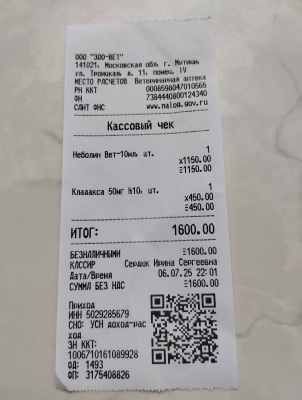 ООО "ЗОО-ВЕТ"
141021, Московская обл, г. Мытищи,
ул. Троицкая, д. 11, помещ. IV
МЕСТО РАСЧЕТОВ Ветеринарная аптека
РН ККТ 0008598047010565
ФН 7384440800124340
САЙТ ФНС www.nalog.gov.ru
Кассовый чек
Неболин Вет-10мл, шт. 1
x1150.00
=1150.00
Кладакса 50мг №10, шт. 1
x450.00
=450.00
ИТОГ: 1600.00
БЕЗНАЛИЧНЫМИ =1600.00
КАССИР Сердюк Ирина Сергеевна
Дата/Время 06.07.25 22:01
СУММА БЕЗ НДС =1600.00
Приход
ИНН 5029285679
СНО: УСН доход-рас
ход
ЗН ККТ:
1006710161089928
ФД: 1493
ФП: 3175408826